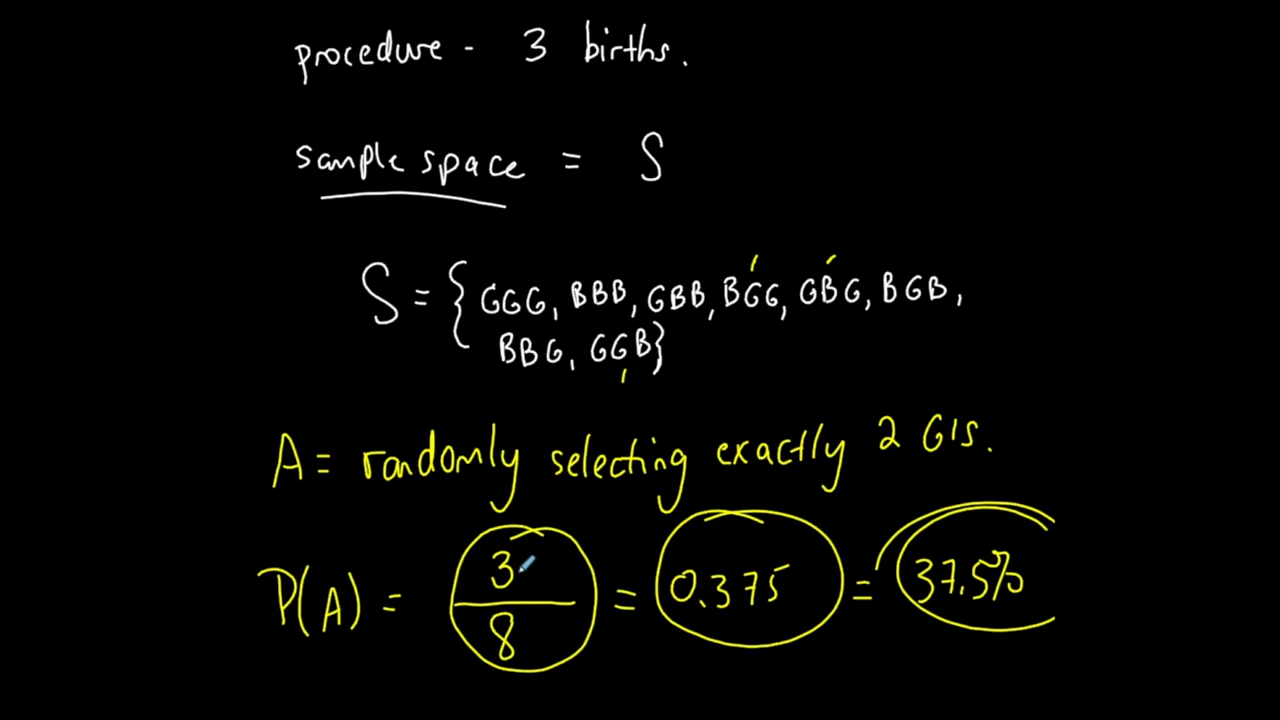 procedure - 3 births.
sample space = S
S = { GGG, BBB, GBB, BGG, GBG, BGB,
BBG, GGB}
A = randomly selecting exactly 2 G's.
P(A) = 3/8 = 0.375 = 37.5%